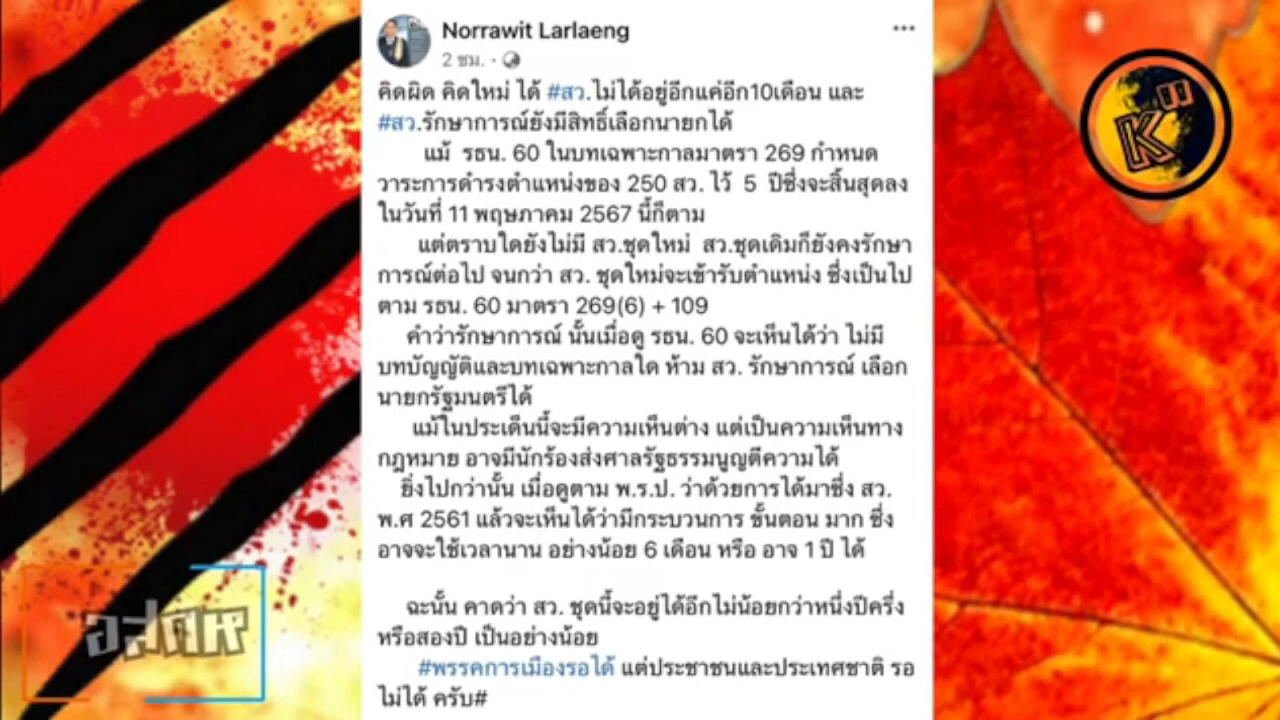 Norrawit Larlaeng
2 ชม. ·
คิดผิด คิดใหม่ ได้ #สว.ไม่ได้อยู่อีกแค่อีก10เดือน และ
#สว.รักษาการณ์ยังมีสิทธิ์เลือกนายกได้
แม้ รธน. 60 ในบทเฉพาะกาลมาตรา 269 กำหนด
วาระการดำรงตำแหน่งของ 250 สว. ไว้ 5 ปีซึ่งจะสิ้นสุดลง
ในวันที่ 11 พฤษภาคม 2567 นี้ก็ตาม
แต่ตราบใดยังไม่มี สว.ชุดใหม่ สว.ชุดเดิมก็ยังคงรักษา
การณ์ต่อไป จนกว่า สว. ชุดใหม่จะเข้ารับตำแหน่ง ซึ่งเป็นไป
ตาม รธน. 60 มาตรา 269(6) + 109
คำว่ารักษาการณ์ นั้นเมื่อดู รธน. 60 จะเห็นได้ว่า ไม่มี
บทบัญญัติและบทเฉพาะกาลใด ห้าม สว. รักษาการณ์ เลือก
นายกรัฐมนตรีได้
แม้ในประเด็นนี้จะมีความเห็นต่าง แต่เป็นความเห็นทาง
กฎหมาย อาจมีนักร้องส่งศาลรัฐธรรมนูญตีความได้
ยิ่งไปกว่านั้น เมื่อดูตาม พ.ร.ป. ว่าด้วยการได้มาซึ่ง สว.
พ.ศ 2561 แล้วจะเห็นได้ว่ามีกระบวนการ ขั้นตอน มาก ซึ่ง
อาจจะใช้เวลานาน อย่างน้อย 6 เดือน หรือ อาจ 1 ปี ได้
ฉะนั้น คาดว่า สว. ชุดนี้จะอยู่ได้อีกไม่น้อยกว่าหนึ่งปีครึ่ง
หรือสองปี เป็นอย่างน้อย
#พรรคการเมืองรอได้ แต่ประชาชนและประเทศชาติ รอ
ไม่ได้ ครับ#
K"
อสุคห